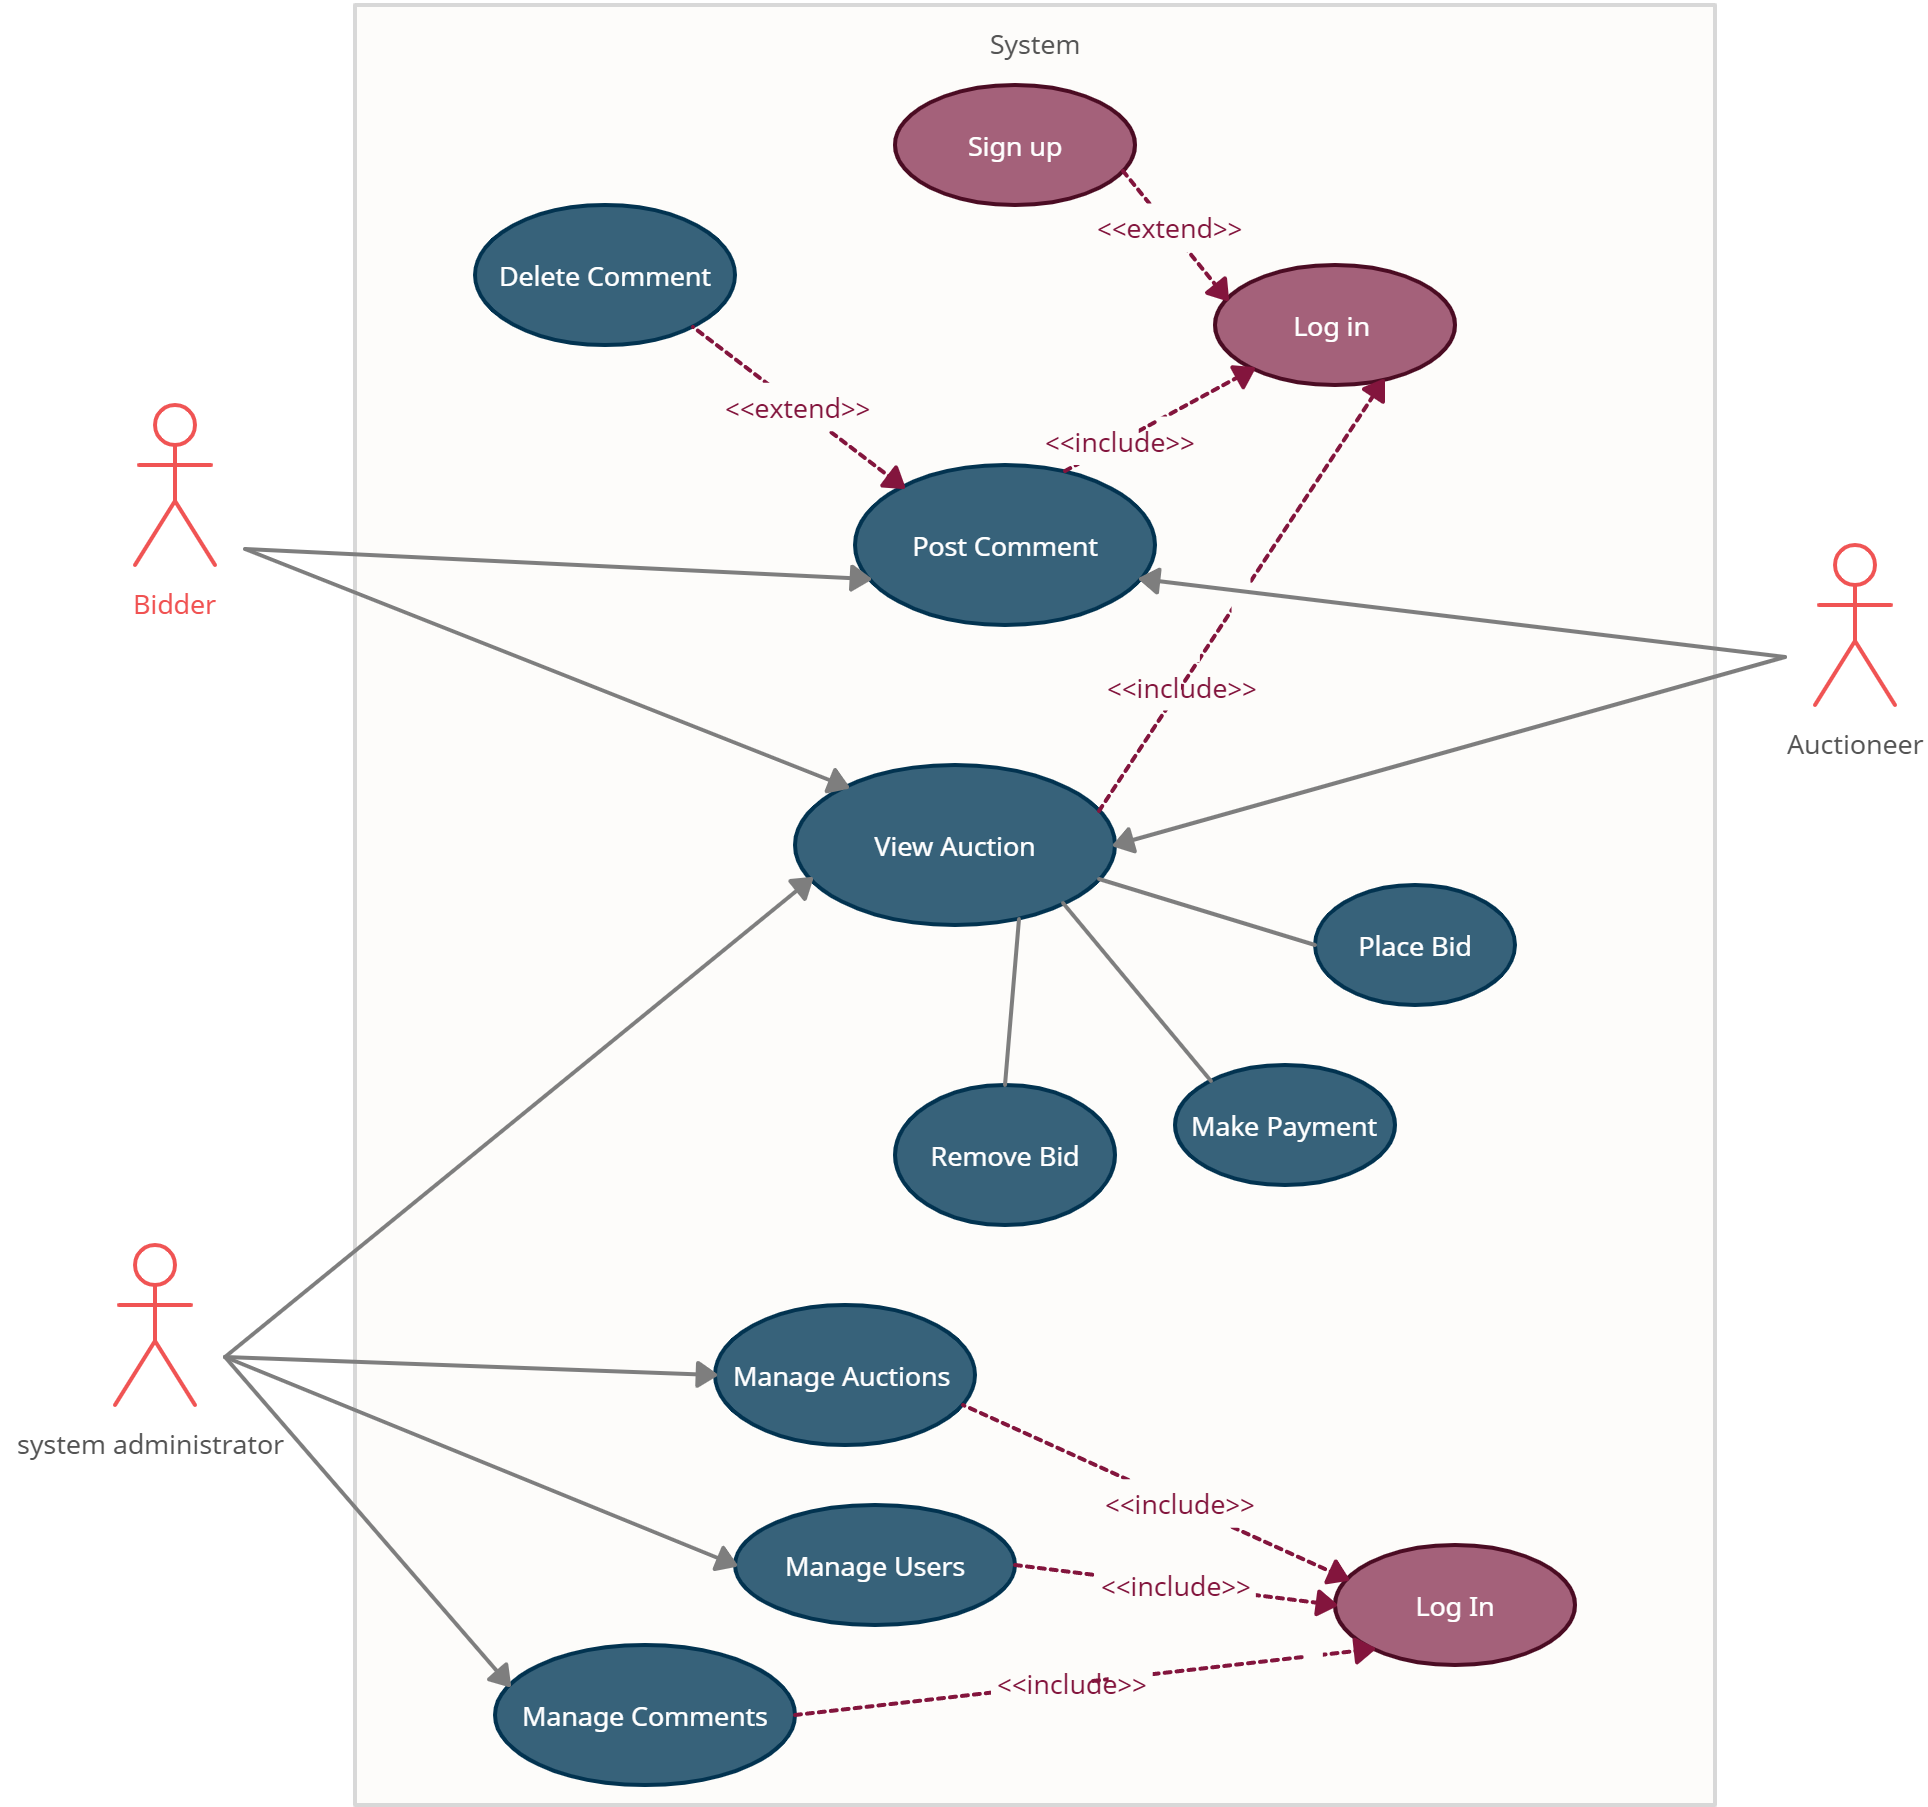 System
Sign up
<<extend>>
Delete Comment
Log in
<<extend>>
<<include>>
Post Comment
Bidder
<<include>>
Auctioneer
View Auction
Place Bid
Make Payment
Remove Bid
Manage Auctions
system administrator
<<include>>
Manage Users
<<include>>
Log In
<<include>>
Manage Comments